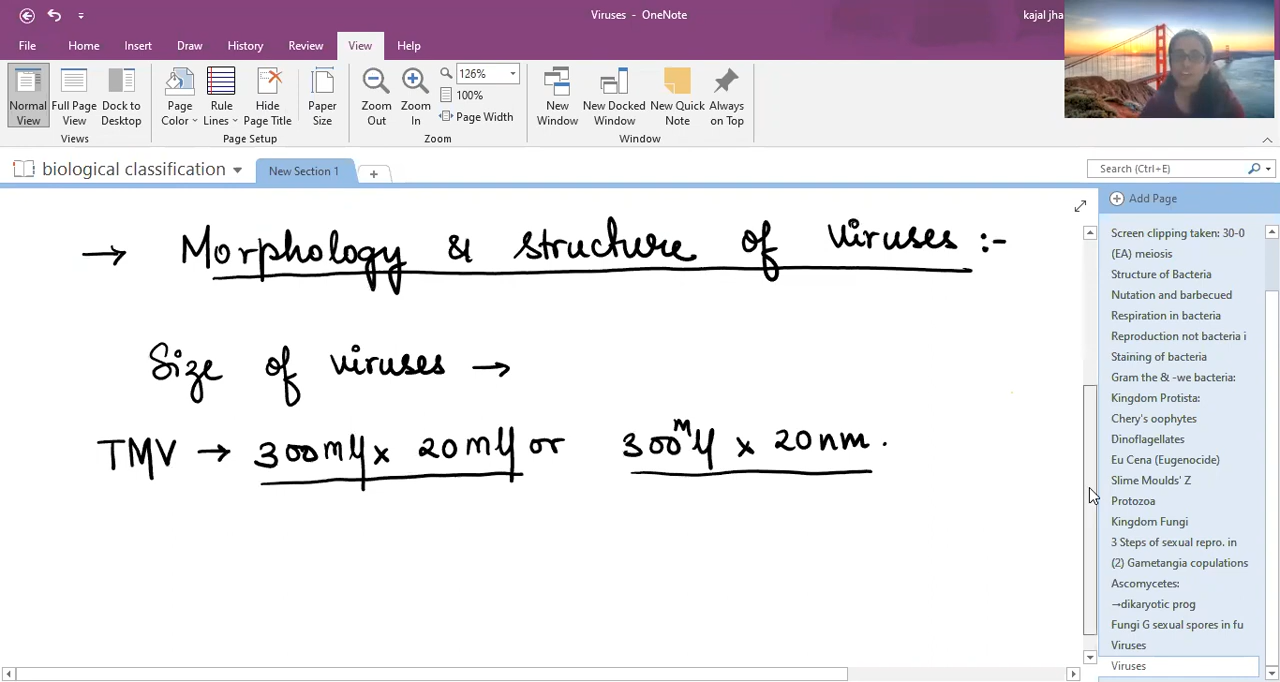 Viruses - OneNote
kajal jha
File Home Insert Draw History Review View Help
Normal View
Full Page View
Dock to Desktop
Page Color
Rule Lines
Hide Page Title
Paper Size
Zoom Out
Zoom In
126%
100%
Page Width
New Window
New Docked Window
New Quick Note
Always on Top
Views Page Setup Zoom Window
biological classification
New Section 1
Search (Ctrl+E)
→ Morphology & structure of viruses :-
Size of viruses →
TMV → 300mμ x 20mμ or 300mμ x 20nm.
Add Page
Screen clipping taken: 30-0
(EA) meiosis
Structure of Bacteria
Nutation and barbecued
Respiration in bacteria
Reproduction not bacteria i
Staining of bacteria
Gram the & -we bacteria:
Kingdom Protista:
Chery's oophytes
Dinoflagellates
Eu Cena (Eugenocide)
Slime Moulds' Z
Protozoa
Kingdom Fungi
3 Steps of sexual repro. in
(2) Gametangia copulations
Ascomycetes:
→dikaryotic prog
Fungi G sexual spores in fu
Viruses
Viruses